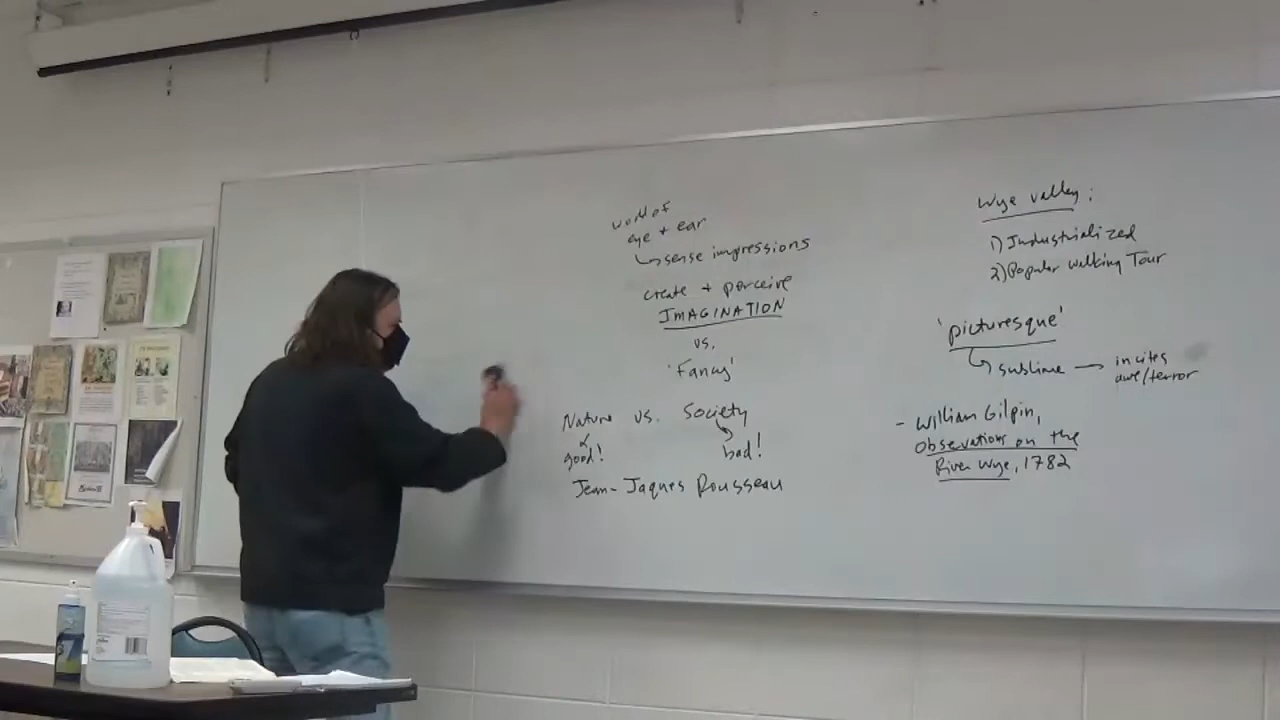 world of
eye + ear
sense impressions
create + perceive
IMAGINATION
vs.
'Fancy'
Nature vs. Society
good! bad!
Jean-Jaques Rousseau
Wye Valley:
1) Industrialized
2) Popular Walking Tour
'picturesque'
sublime → incites
awe/terror
- William Gilpin,
Observations on the
River Wye, 1782